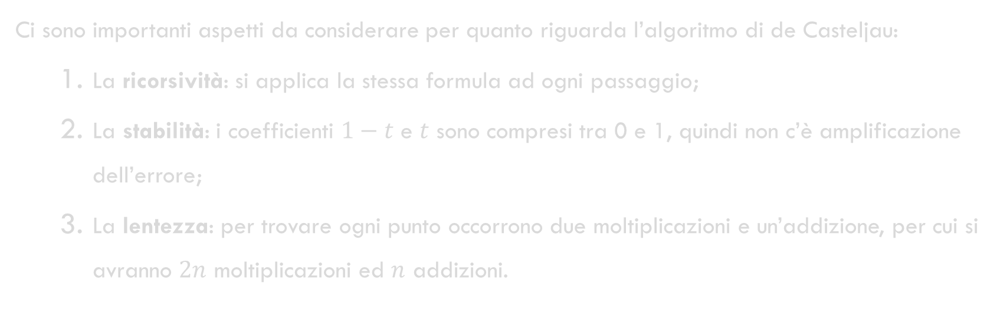 Ci sono importanti aspetti da considerare per quanto riguarda l’algoritmo di de Casteljau:
1. La ricorsività: si applica la stessa formula ad ogni passaggio;
2. La stabilità: i coefficienti 1 − t e t sono compresi tra 0 e 1, quindi non c’è amplificazione
dell’errore;
3. La lentezza: per trovare ogni punto occorrono due moltiplicazioni e un’addizione, per cui si
avranno 2n moltiplicazioni ed n addizioni.